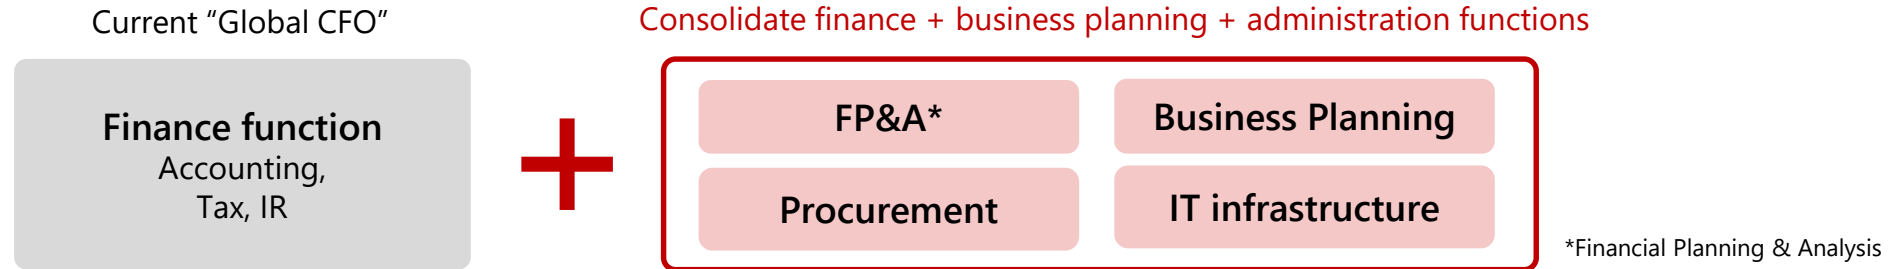 Current “Global CFO”
Consolidate finance + business planning + administration functions
Finance function
Accounting,
Tax, IR
FP&A*
Business Planning
Procurement
IT infrastructure
*Financial Planning & Analysis